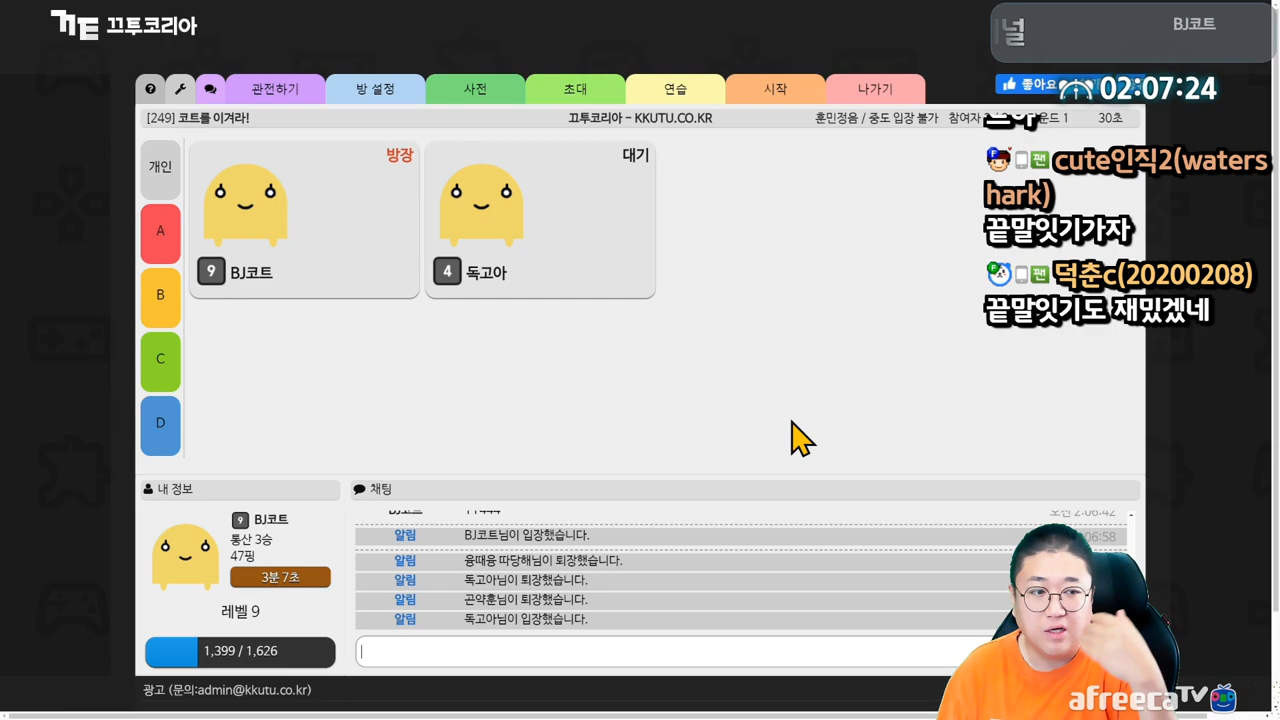 끄투코리아
널
BJ코트
관전하기
방 설정
사전
초대
연습
시작
나가기
좋아요
02:07:24
[249] 코트를 이겨라!
끄투코리아 - KKUTU.CO.KR
훈민정음 / 중도 입장 불가
참여자
라운드 1
30초
개인
방장
대기
A
B
C
D
9 BJ코트
4 독고아
cute인직2(waters
hark)
끝말잇기가자
덕춘c(20200208)
끝말잇기도 재밌겠네
내 정보
채팅
9 BJ코트
통산 3승
47핑
3분 7초
레벨 9
1,399 / 1,626
오전 2:06:42
알림 BJ코트님이 입장했습니다.
알림 융때융 따당해님이 퇴장했습니다.
알림 독고아님이 퇴장했습니다.
알림 곤약훈님이 퇴장했습니다.
알림 독고아님이 입장했습니다.
광고 (문의:admin@kkutu.co.kr)
afreecaTV